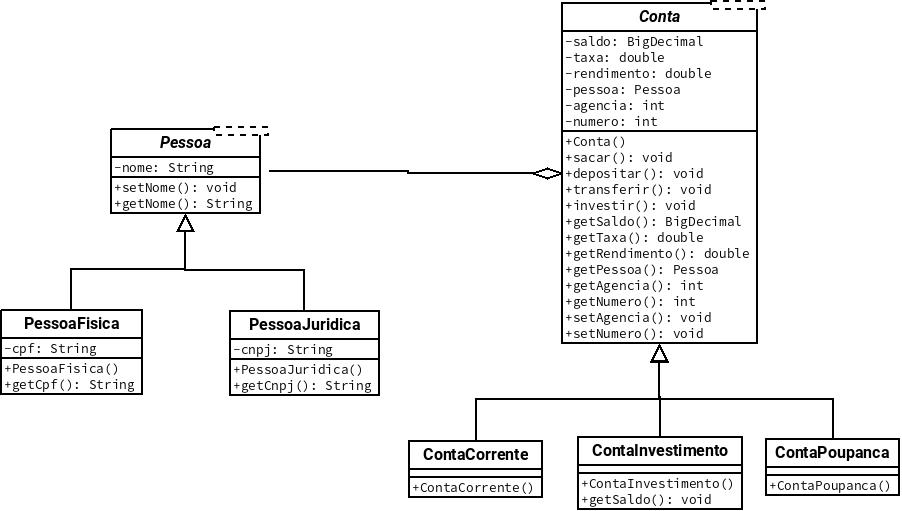 Conta
-saldo: BigDecimal
-taxa: double
-rendimento: double
-pessoa: Pessoa
-agencia: int
-numero: int
+Conta()
+sacar(): void
+depositar(): void
+transferir(): void
+investir(): void
+getSaldo(): BigDecimal
+getTaxa(): double
+getRendimento(): double
+getPessoa(): Pessoa
+getAgencia(): int
+getNumero(): int
+setAgencia(): void
+setNumero(): void
Pessoa
-nome: String
+setNome(): void
+getNome(): String
PessoaFisica
-cpf: String
+PessoaFisica()
+getCpf(): String
PessoaJuridica
-cnpj: String
+PessoaJuridica()
+getCnpj(): String
ContaCorrente
+ContaCorrente()
ContaInvestimento
+ContaInvestimento()
+getSaldo(): void
ContaPoupanca
+ContaPoupanca()